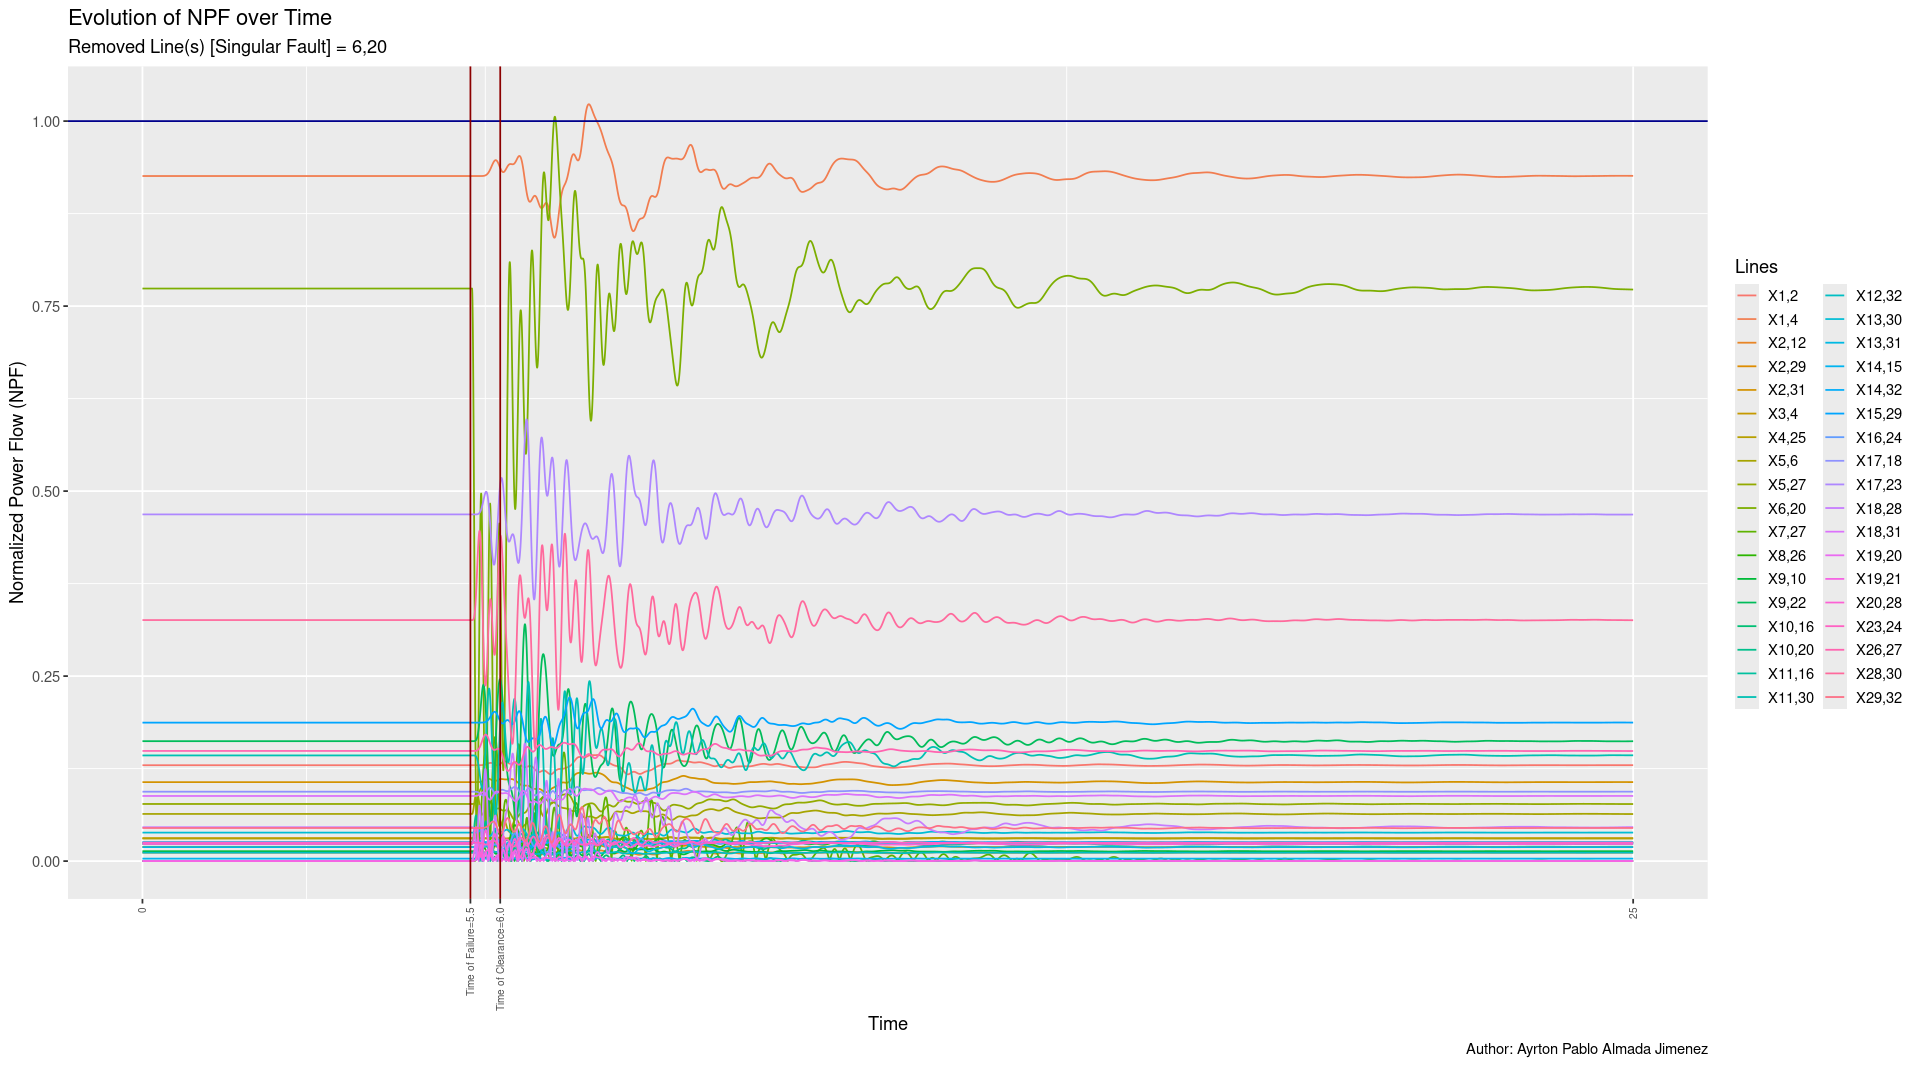 Evolution of NPF over Time
Removed Line(s) [Singular Fault] = 6,20
Normalized Power Flow (NPF)
1.00
0.75
0.50
0.25
0.00
0
Time of Failure=5.5
Time of Clearance=6.0
25
Time
Lines
X1,2
X1,4
X2,12
X2,29
X2,31
X3,4
X4,25
X5,6
X5,27
X6,20
X7,27
X8,26
X9,10
X9,22
X10,16
X10,20
X11,16
X11,30
X12,32
X13,30
X13,31
X14,15
X14,32
X15,29
X16,24
X17,18
X17,23
X18,28
X18,31
X19,20
X19,21
X20,28
X23,24
X26,27
X28,30
X29,32
Author: Ayrton Pablo Almada Jimenez